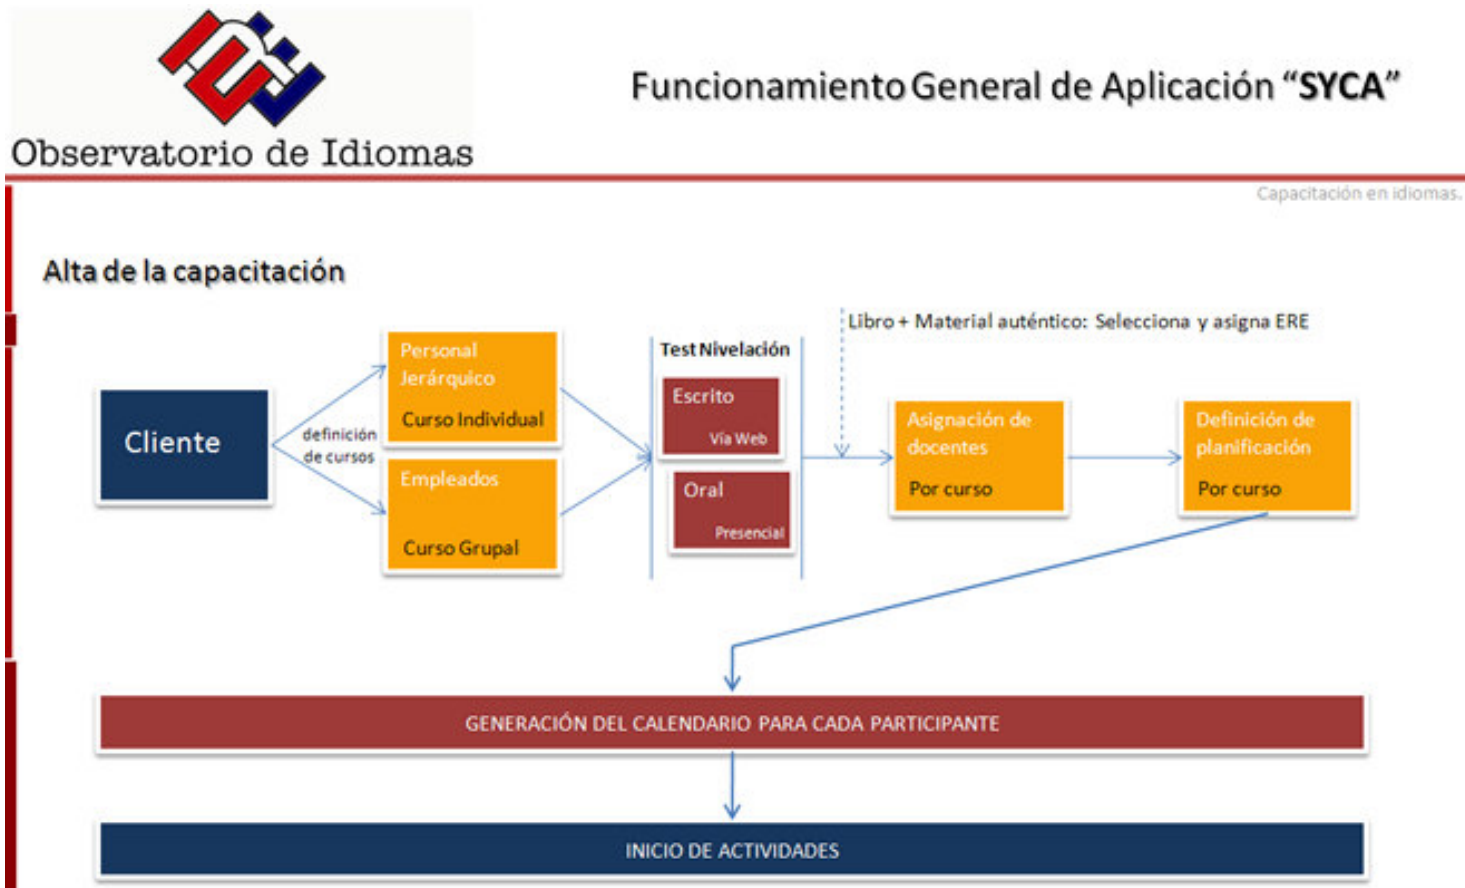 Observatorio de Idiomas
Funcionamiento General de Aplicación “SYCA”
Capacitación en idiomas.
Alta de la capacitación
Cliente
definición
de cursos
Personal
Jerárquico
Curso Individual
Empleados
Curso Grupal
Test Nivelación
Escrito
Vía Web
Oral
Presencial
Libro + Material auténtico: Selecciona y asigna ERE
Asignación de
docentes
Por curso
Definición de
planificación
Por curso
GENERACIÓN DEL CALENDARIO PARA CADA PARTICIPANTE
INICIO DE ACTIVIDADES